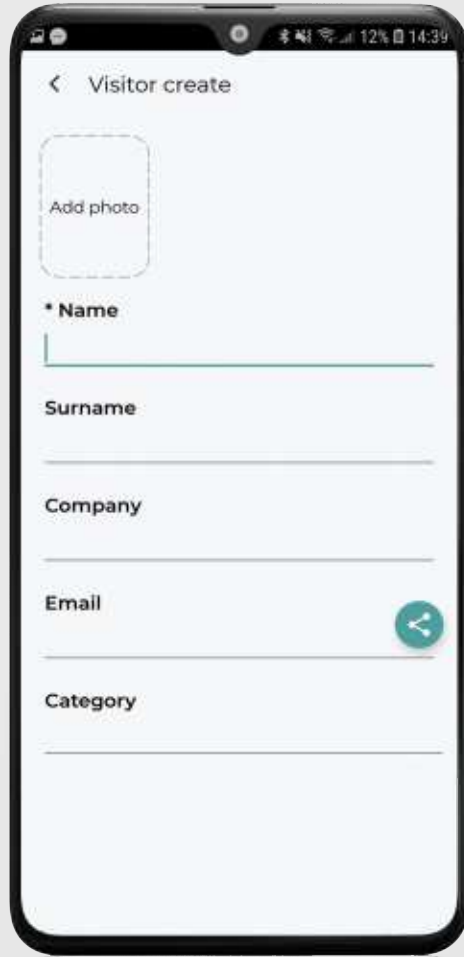 12% 14:39
Visitor create
Add photo
* Name
Surname
Company
Email
Category